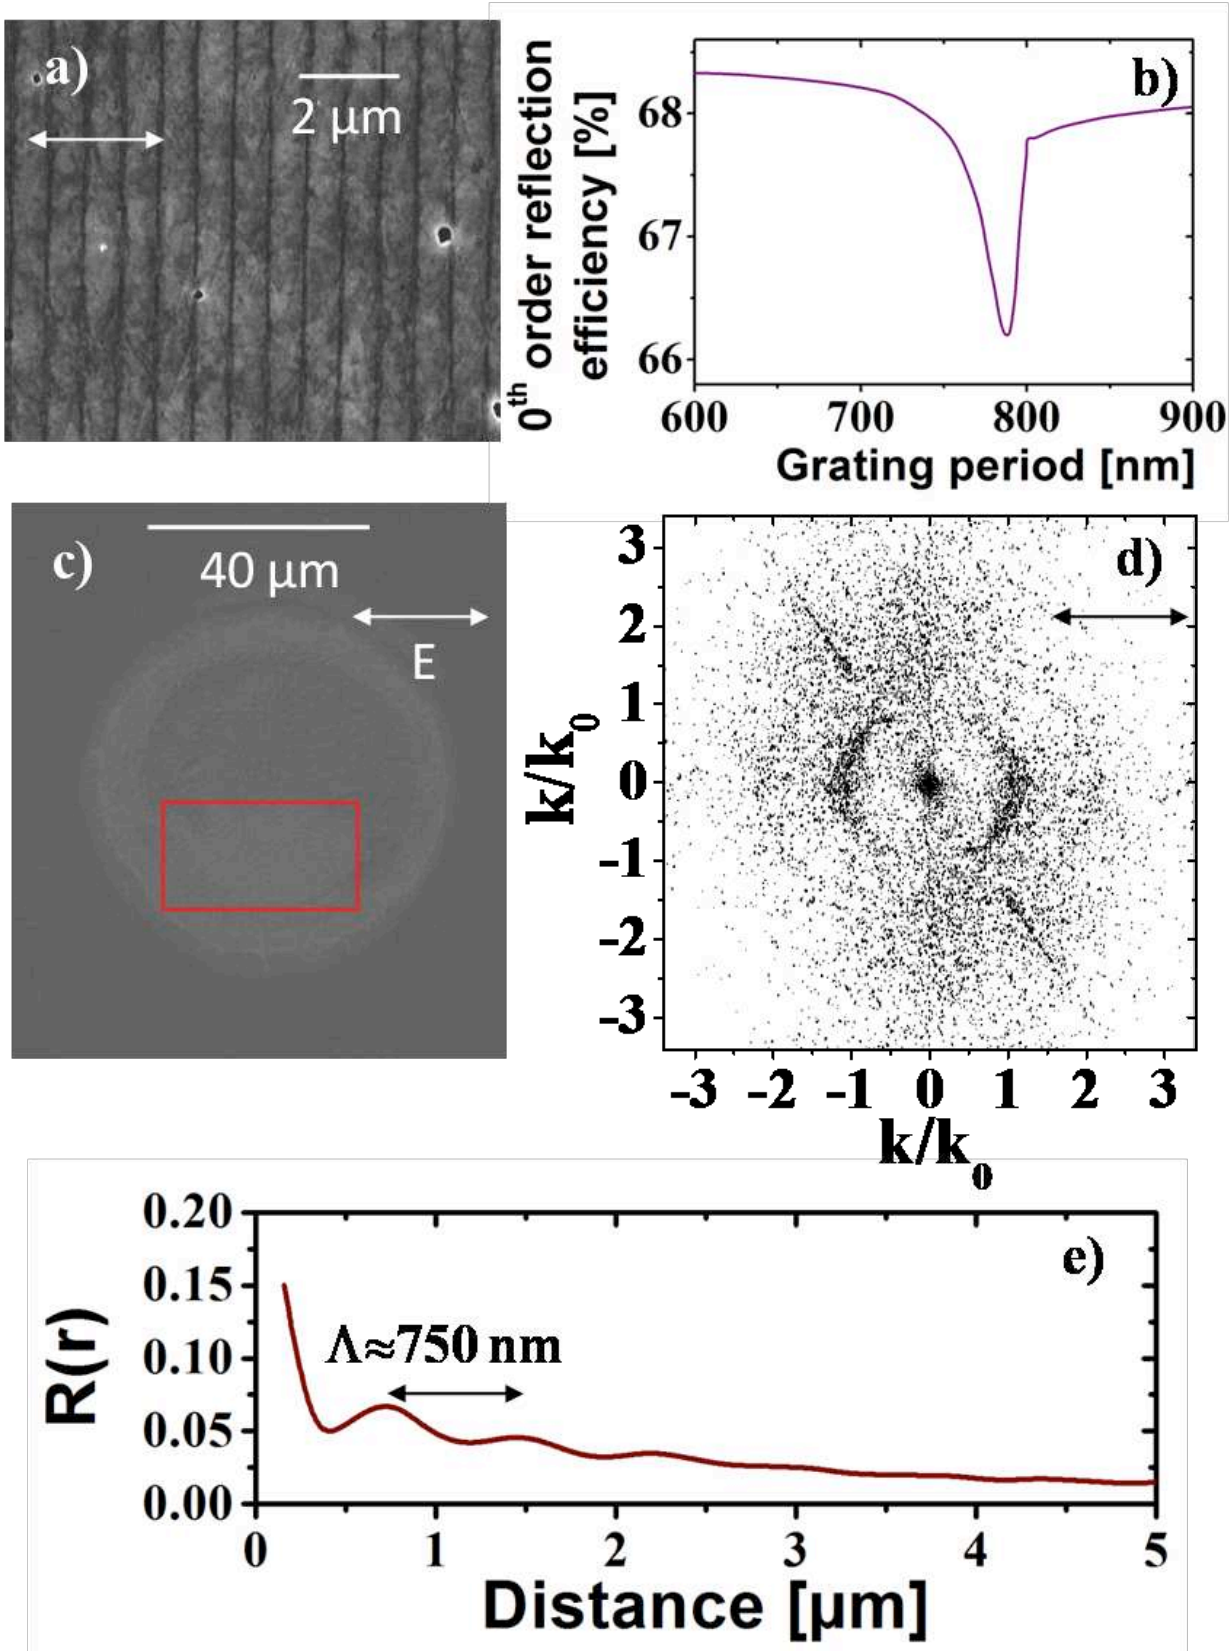 a)
2 μm
b)
0th order reflection
efficiency [%]
68
67
66
600 700 800 900
Grating period [nm]
c)
40 μm
E
d)
k/k0
3
2
1
0
-1
-2
-3
-3 -2 -1 0 1 2 3
k/k0
e)
R(r)
0.20
0.15
0.10
0.05
0.00
Λ≈750 nm
0 1 2 3 4 5
Distance [μm]